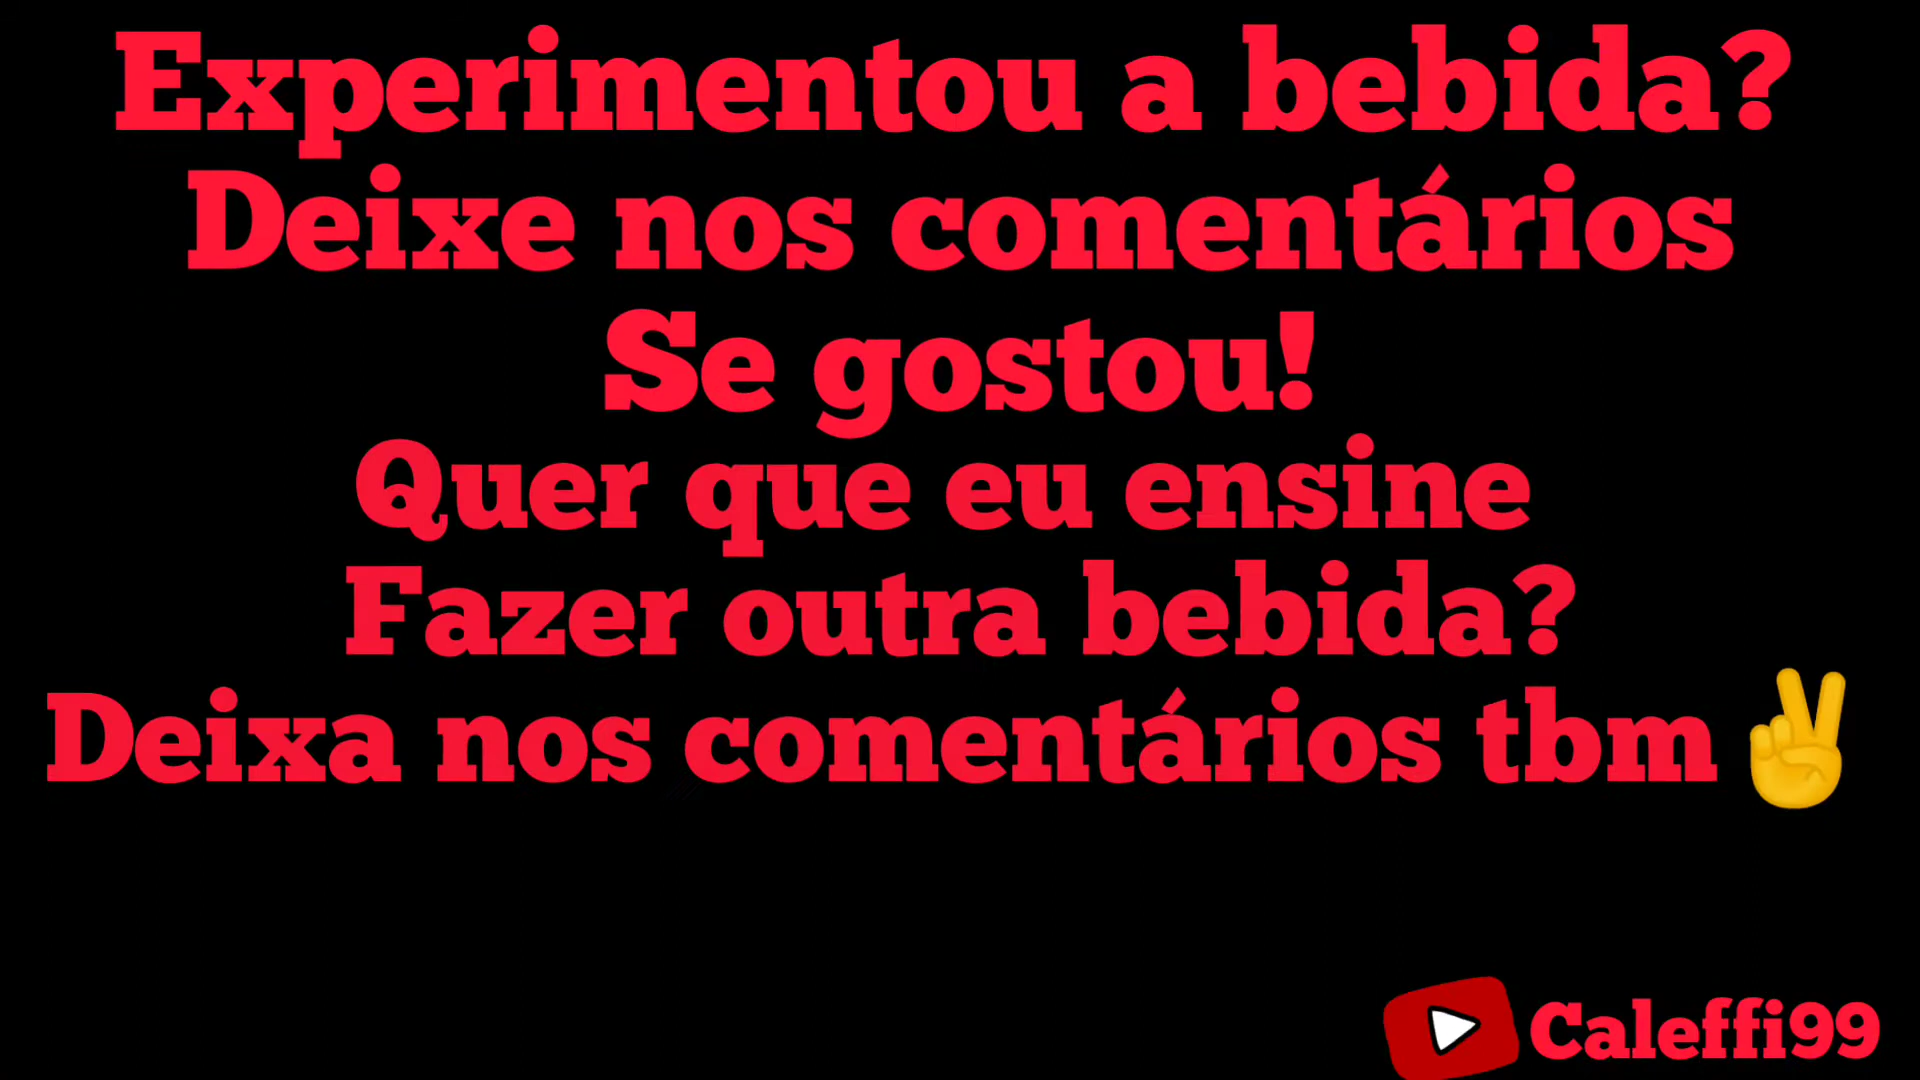 Experimentou a bebida?
Deixe nos comentários
Se gostou!
Quer que eu ensine
Fazer outra bebida?
Deixa nos comentários tbm✌
Caleffi99